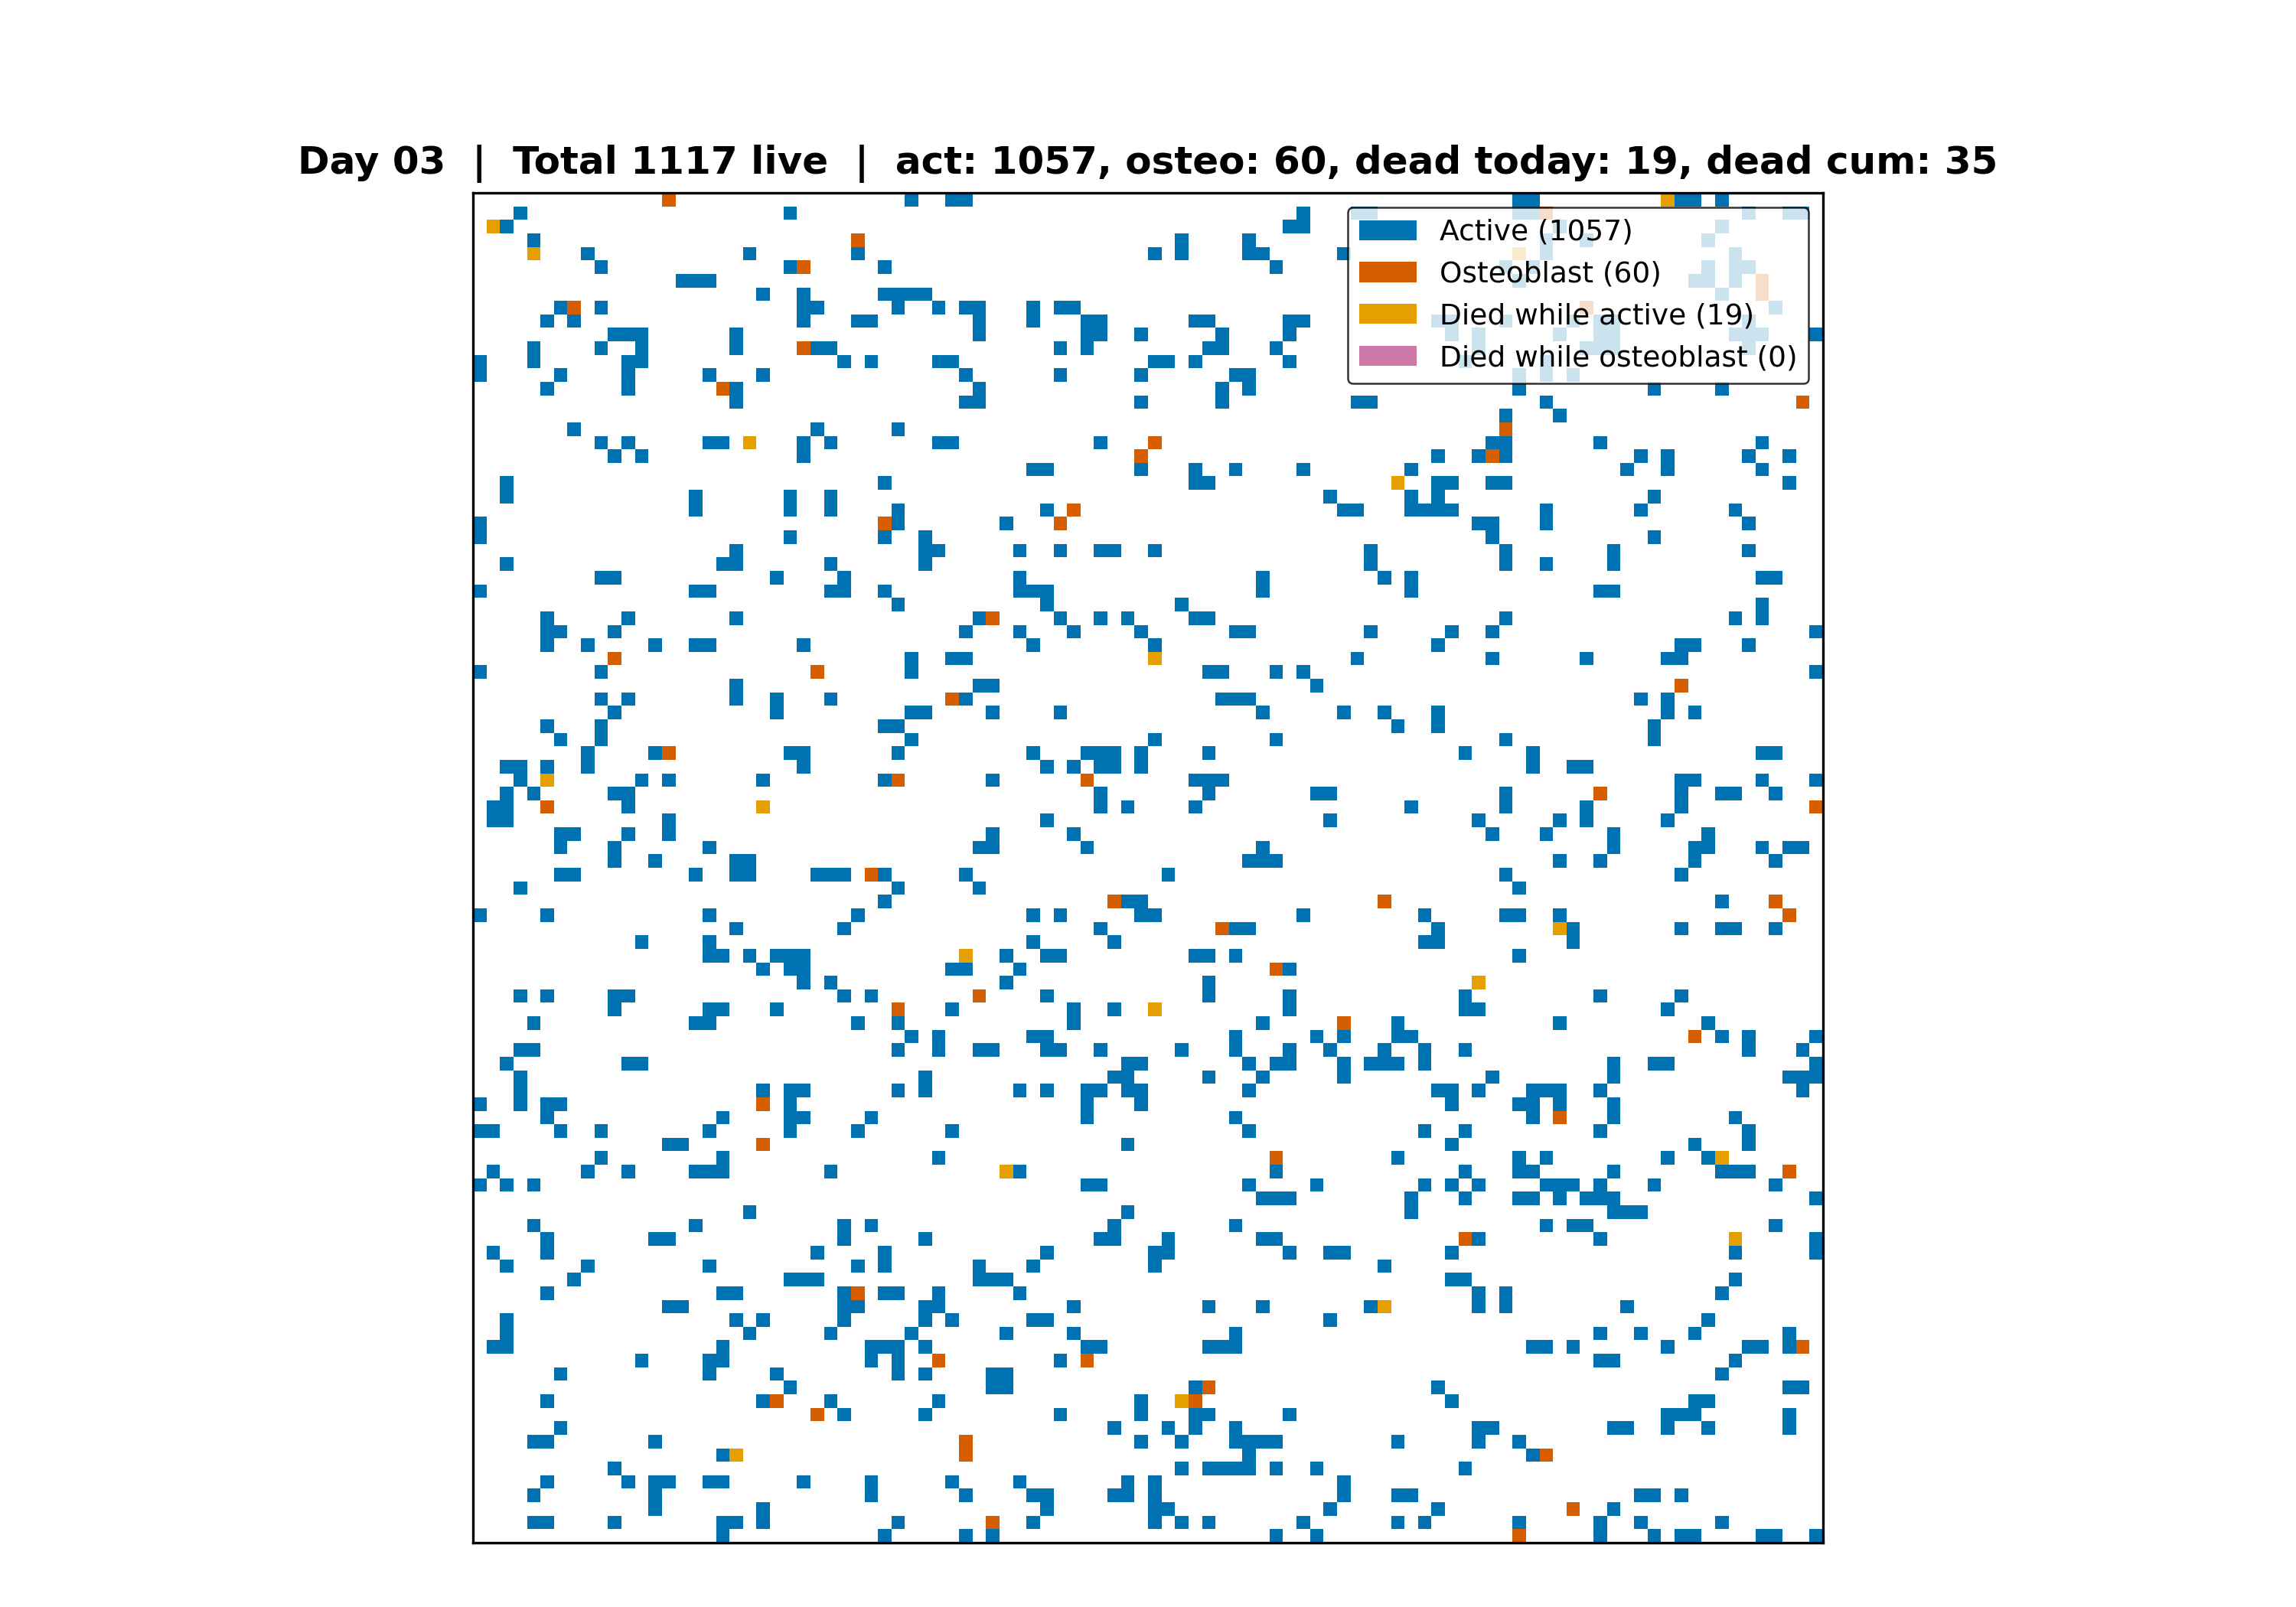 Day 03 | Total 1117 live | act: 1057, osteo: 60, dead today: 19, dead cum: 35
Active (1057)
Osteoblast (60)
Died while active (19)
Died while osteoblast (0)